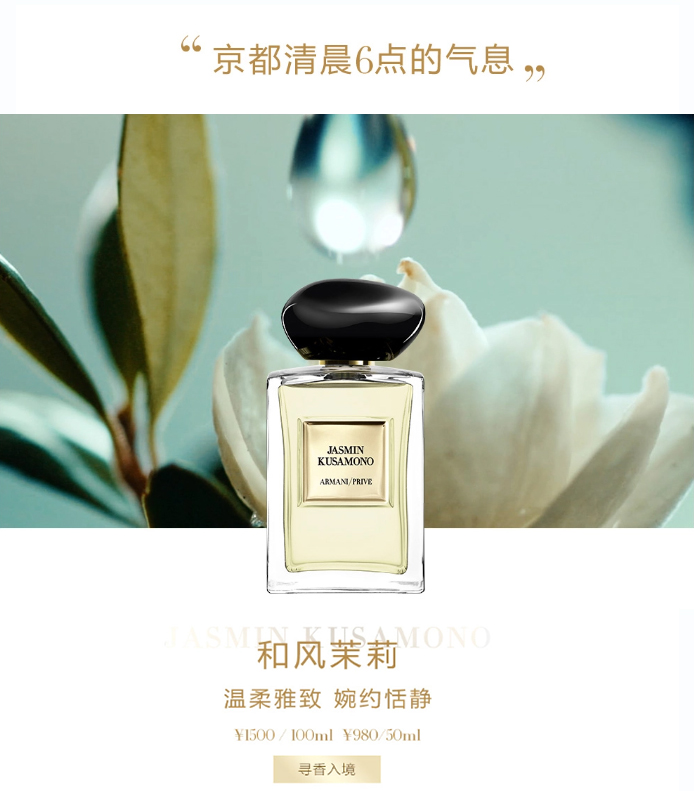 “京都清晨6点的气息”
JASMIN
KUSAMONO
ARMANI/PRIVE
JASMIN KUSAMONO
和风茉莉
温柔雅致 婉约恬静
¥1500 / 100ml ¥980/50ml
寻香入境